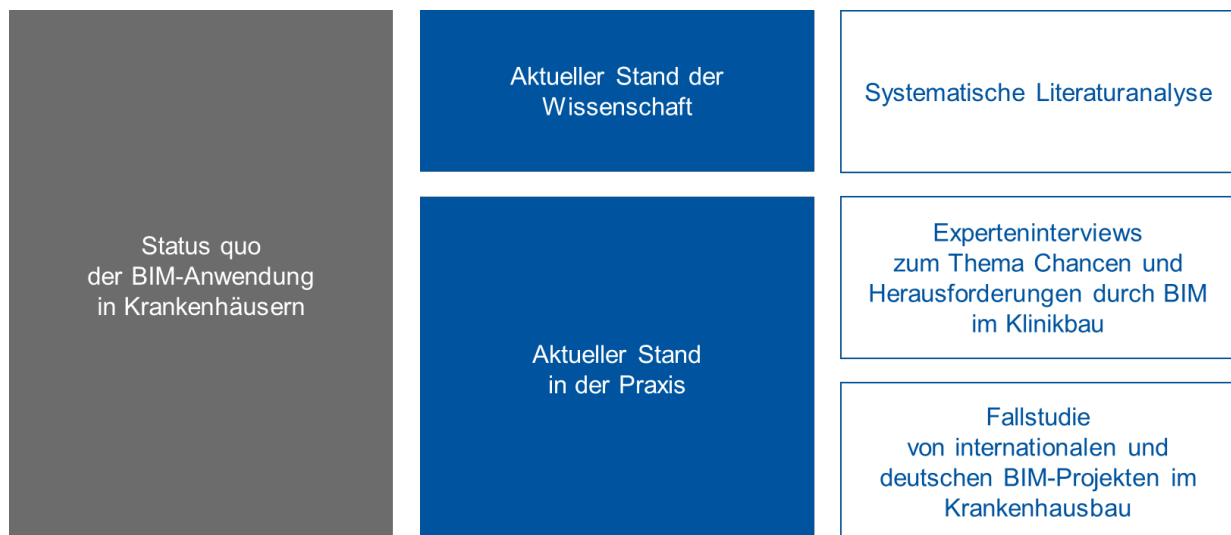 Status quo
der BIM-Anwendung
in Krankenhäusern
Aktueller Stand der
Wissenschaft
Systematische Literaturanalyse
Aktueller Stand
in der Praxis
Experteninterviews
zum Thema Chancen und
Herausforderungen durch BIM
im Klinikbau
Fallstudie
von internationalen und
deutschen BIM-Projekten im
Krankenhausbau